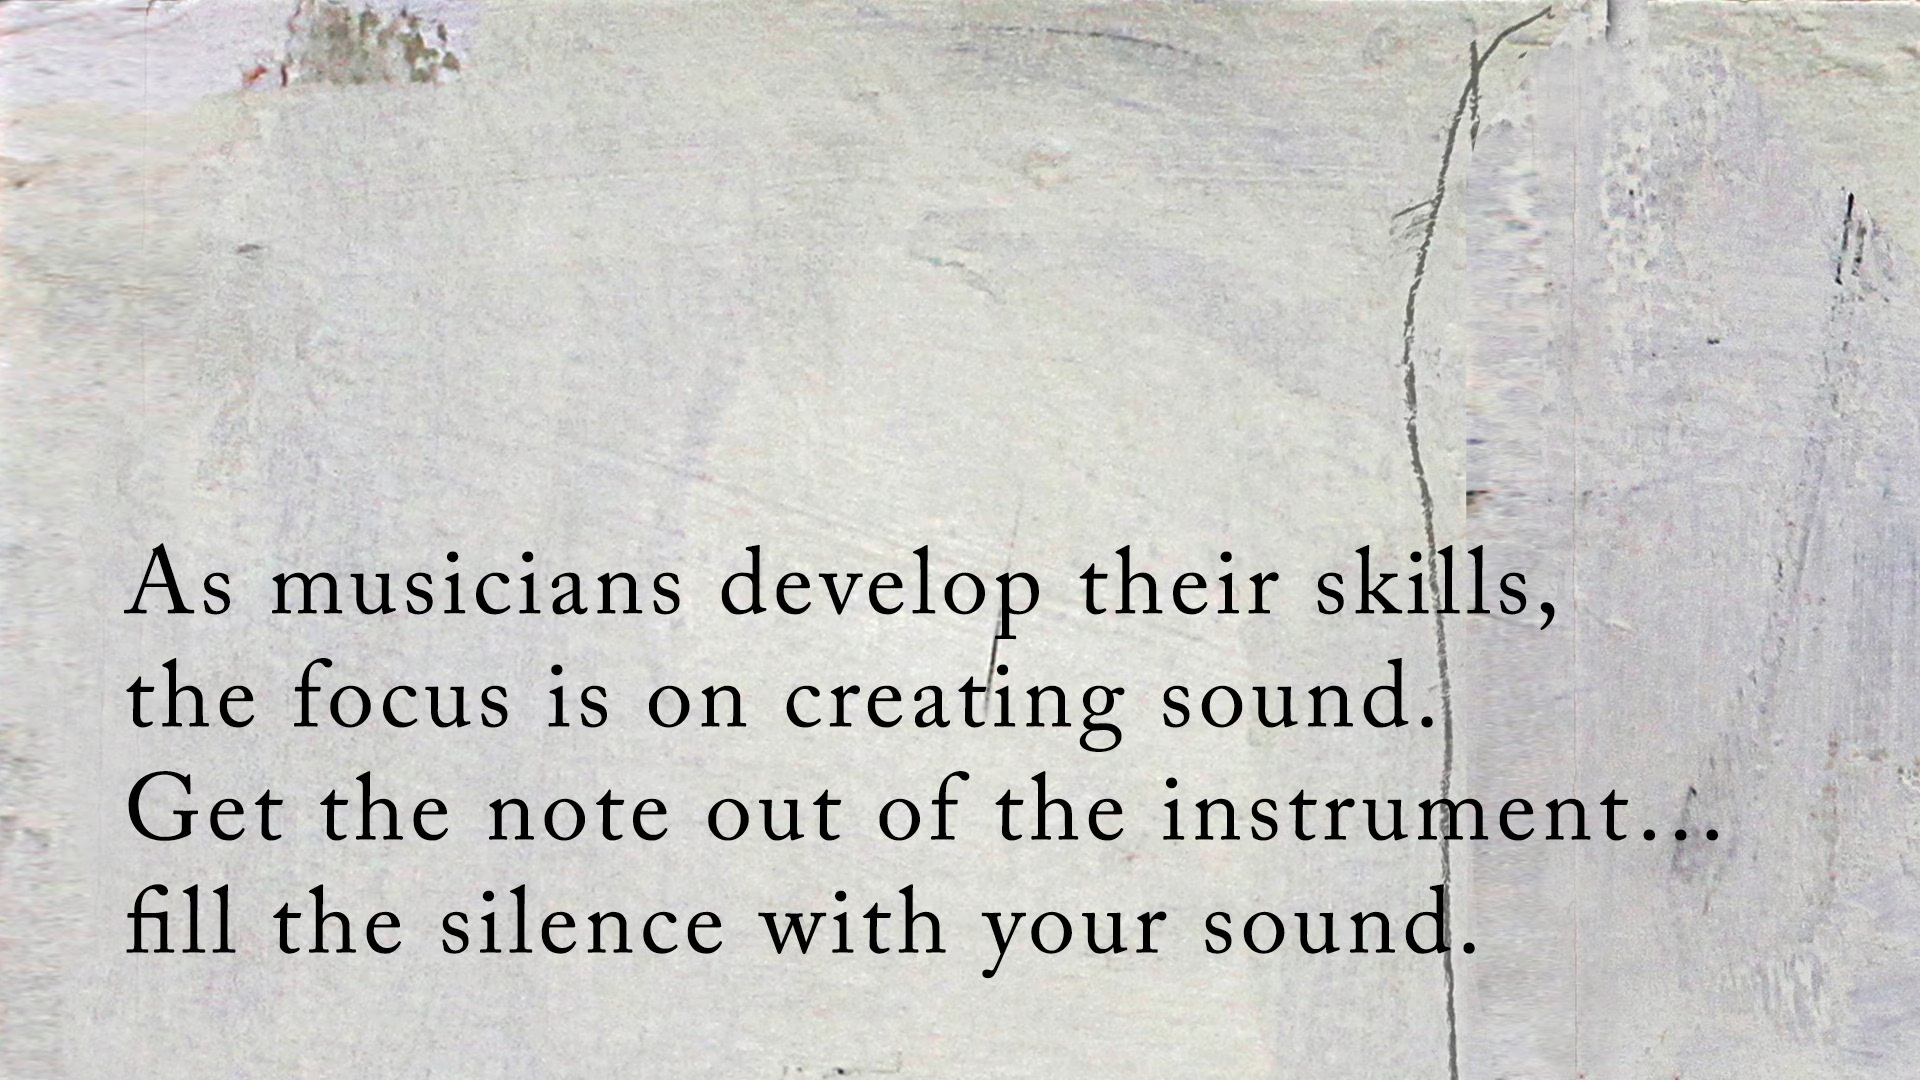 As musicians develop their skills,
the focus is on creating sound.
Get the note out of the instrument...
fill the silence with your sound.